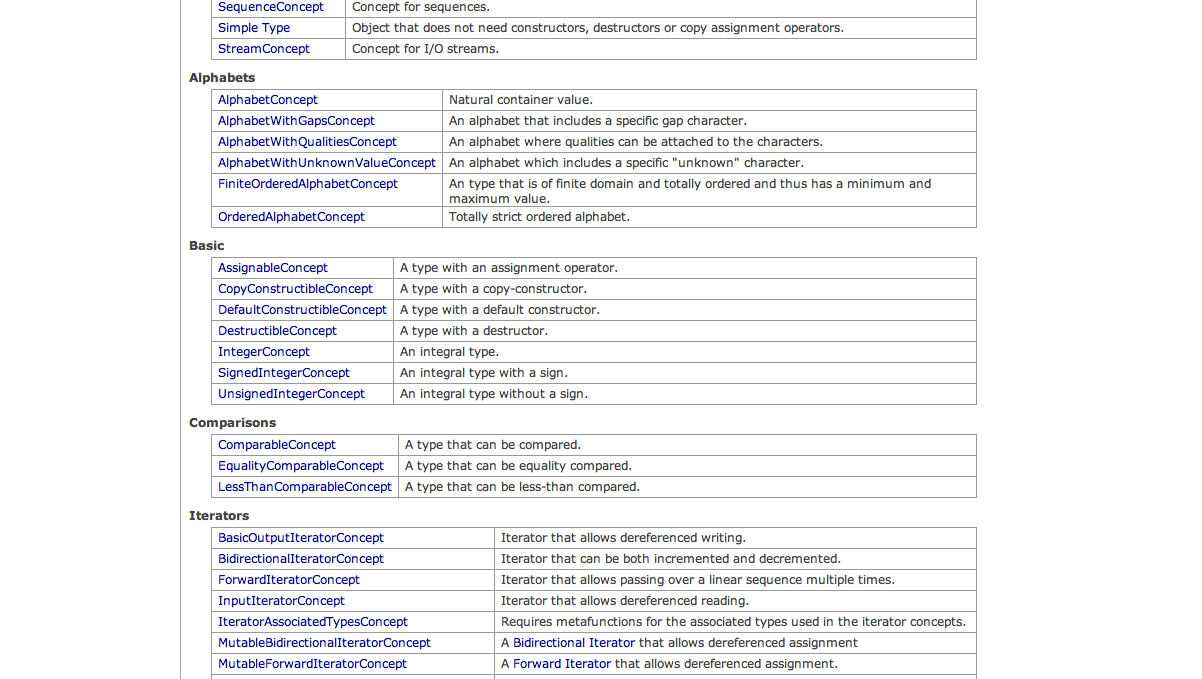 SequenceConcept Concept for sequences.
Simple Type Object that does not need constructors, destructors or copy assignment operators.
StreamConcept Concept for I/O streams.
Alphabets
AlphabetConcept Natural container value.
AlphabetWithGapsConcept An alphabet that includes a specific gap character.
AlphabetWithQualitiesConcept An alphabet where qualities can be attached to the characters.
AlphabetWithUnknownValueConcept An alphabet which includes a specific "unknown" character.
FiniteOrderedAlphabetConcept An type that is of finite domain and totally ordered and thus has a minimum and
maximum value.
OrderedAlphabetConcept Totally strict ordered alphabet.
Basic
AssignableConcept A type with an assignment operator.
CopyConstructibleConcept A type with a copy-constructor.
DefaultConstructibleConcept A type with a default constructor.
DestructibleConcept A type with a destructor.
IntegerConcept An integral type.
SignedIntegerConcept An integral type with a sign.
UnsignedIntegerConcept An integral type without a sign.
Comparisons
ComparableConcept A type that can be compared.
EqualityComparableConcept A type that can be equality compared.
LessThanComparableConcept A type that can be less-than compared.
Iterators
BasicOutputIteratorConcept Iterator that allows dereferenced writing.
BidirectionalIteratorConcept Iterator that can be both incremented and decremented.
ForwardIteratorConcept Iterator that allows passing over a linear sequence multiple times.
InputIteratorConcept Iterator that allows dereferenced reading.
IteratorAssociatedTypesConcept Requires metafunctions for the associated types used in the iterator concepts.
MutableBidirectionalIteratorConcept A Bidirectional Iterator that allows dereferenced assignment
MutableForwardIteratorConcept A Forward Iterator that allows dereferenced assignment.